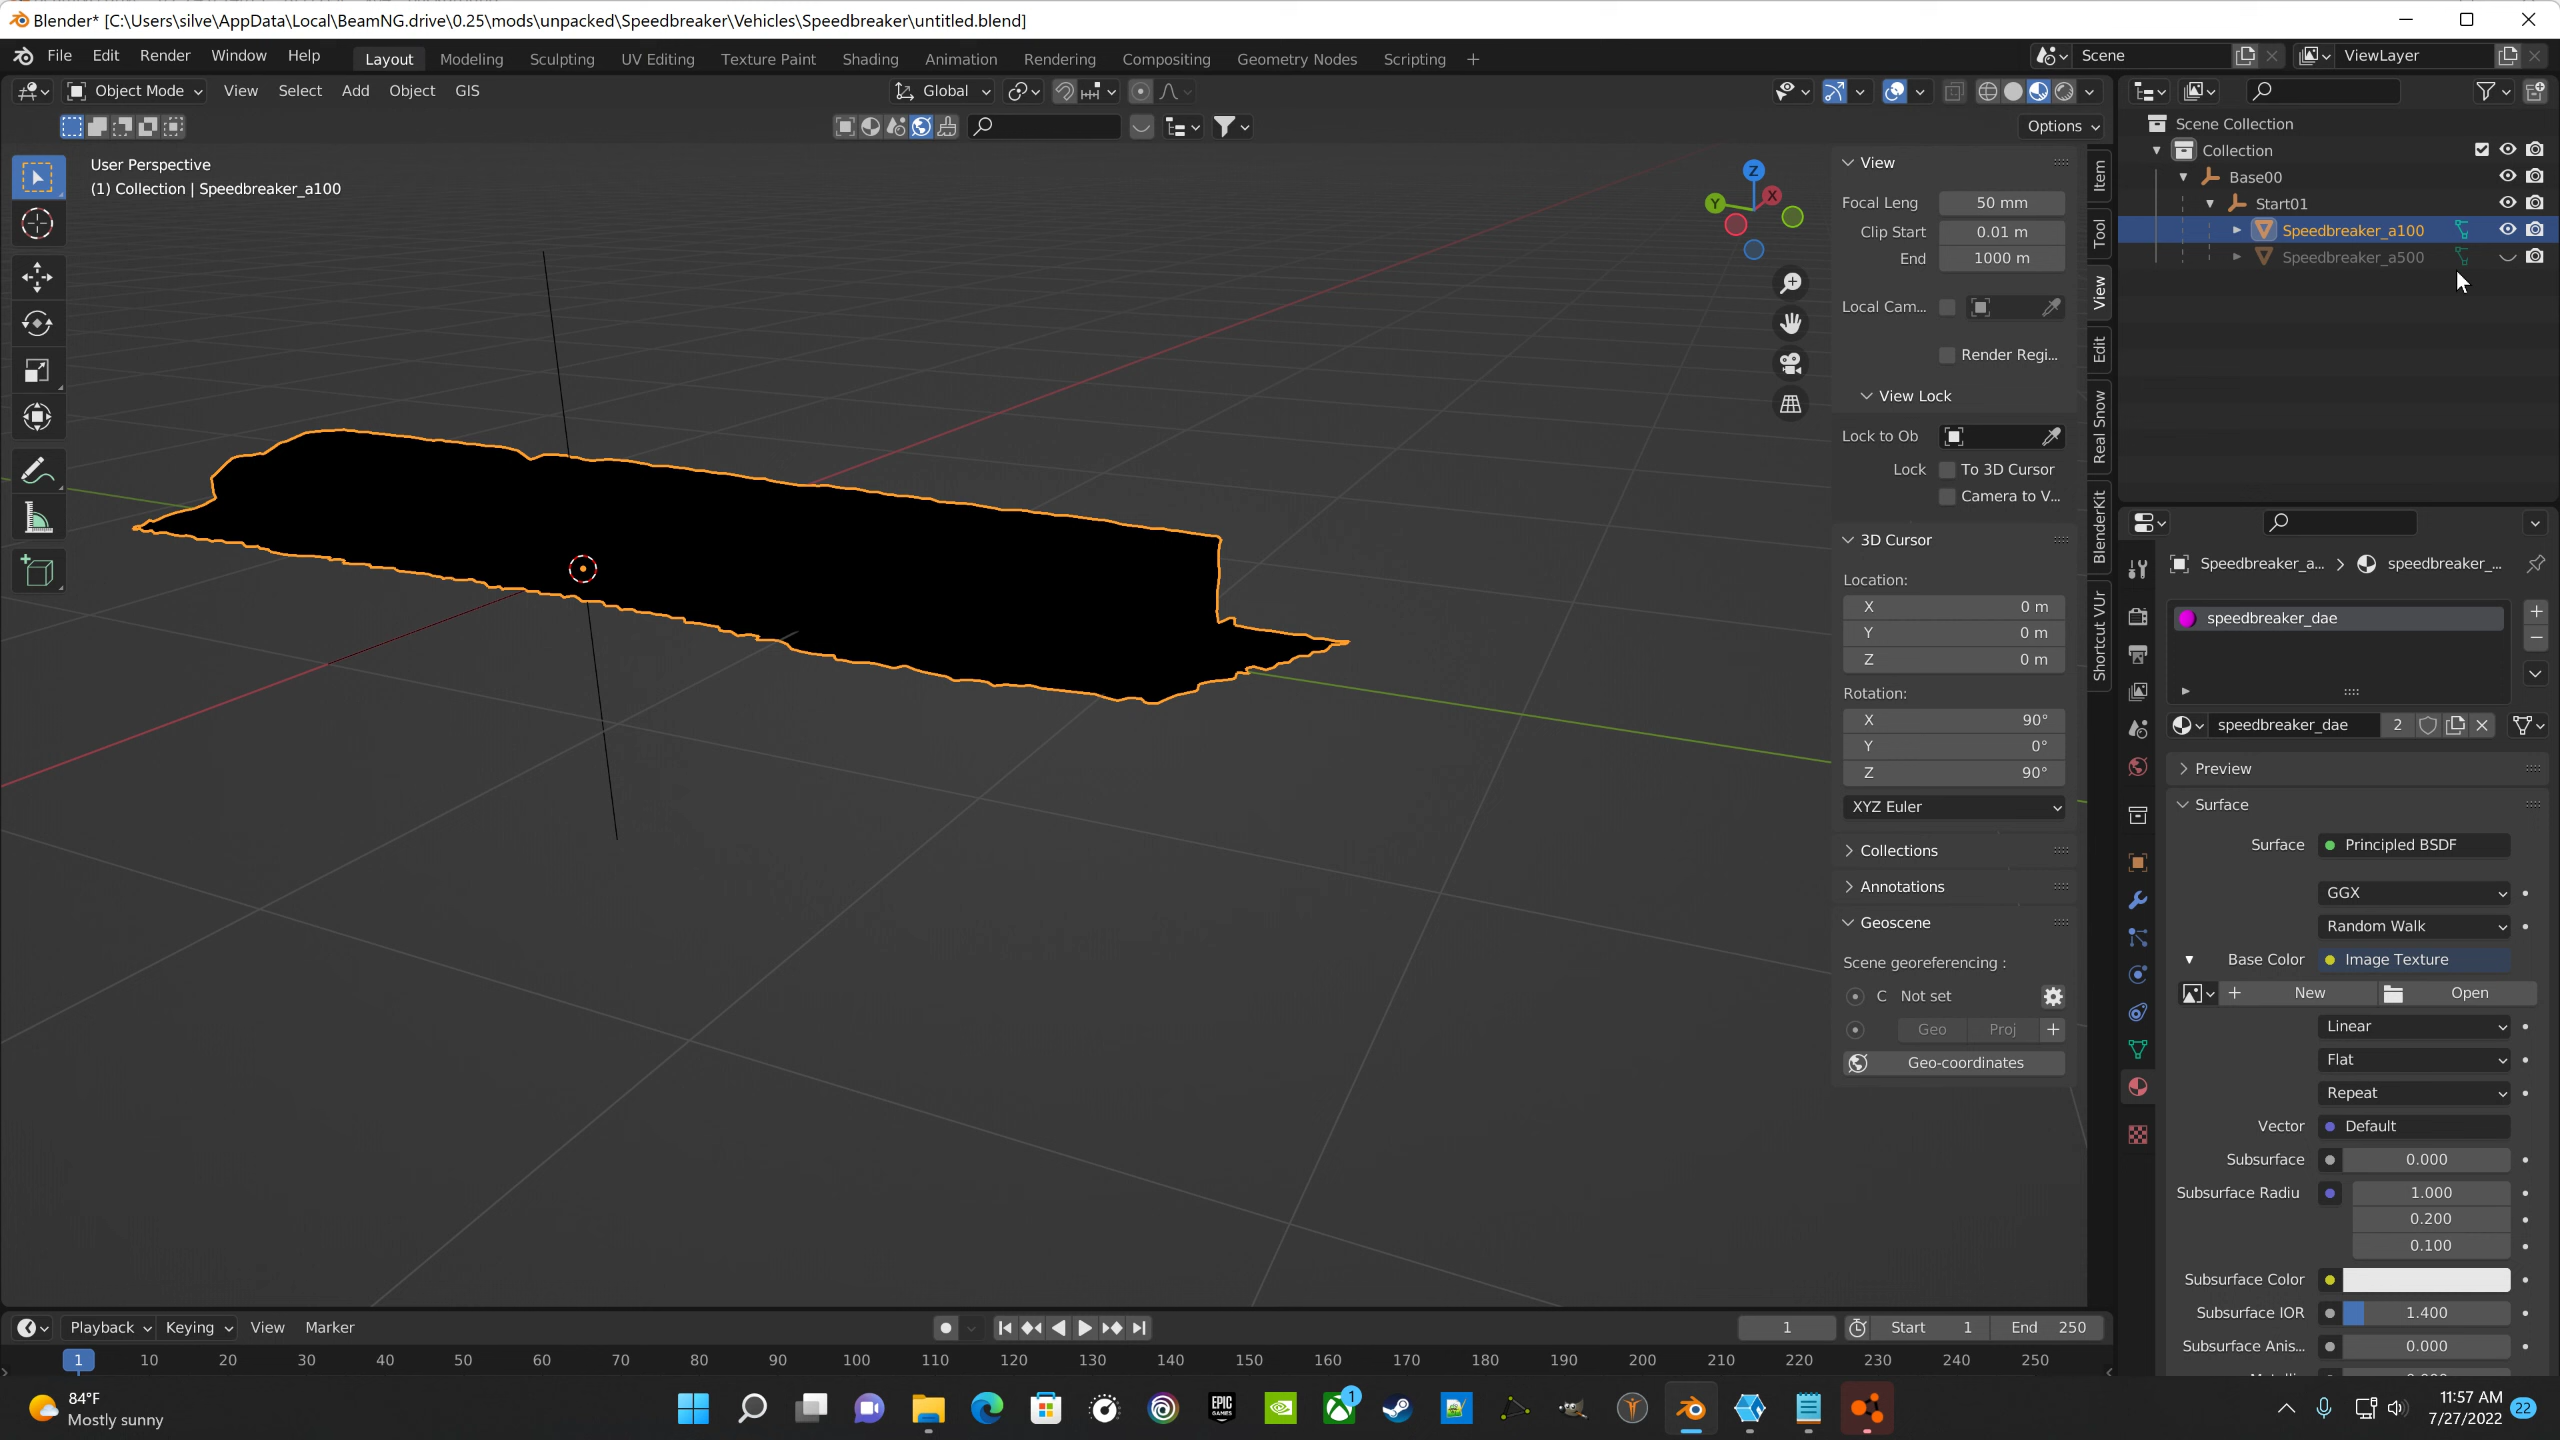 Blender* [C:\Users\silve\AppData\Local\BeamNG.drive\0.25\mods\unpacked\Speedbreaker\Vehicles\Speedbreaker\untitled.blend]
File Edit Render Window Help Layout Modeling Sculpting UV Editing Texture Paint Shading Animation Rendering Compositing Geometry Nodes Scripting + Scene ViewLayer
Object Mode View Select Add Object GIS Global
Options
User Perspective
(1) Collection | Speedbreaker_a100
Z
Y
X
View
Focal Leng 50 mm
Clip Start 0.01 m
End 1000 m
Local Cam...
Render Regi...
View Lock
Lock to Ob
Lock To 3D Cursor
Camera to V...
3D Cursor
Location:
X 0 m
Y 0 m
Z 0 m
Rotation:
X 90°
Y 0°
Z 90°
XYZ Euler
Collections
Annotations
Geoscene
Scene georeferencing :
C Not set
Geo Proj +
Geo-coordinates
Item
Tool
View
Edit
Real Snow
BlenderKit
Shortcut VUr
Scene Collection
Collection
Base00
Start01
Speedbreaker_a100
Speedbreaker_a500
Speedbreaker_a... speedbreaker_...
speedbreaker_dae
speedbreaker_dae 2
Preview
Surface
Surface Principled BSDF
GGX
Random Walk
Base Color Image Texture
New Open
Linear
Flat
Repeat
Vector Default
Subsurface 0.000
Subsurface Radiu 1.000
0.200
0.100
Subsurface Color
Subsurface IOR 1.400
Subsurface Anis... 0.000
Playback Keying View Marker 1 Start 1 End 250
1 10 20 30 40 50 60 70 80 90 100 110 120 130 140 150 160 170 180 190 200 210 220 230 240 250
84°F
Mostly sunny
EPIC
GAMES
1
11:57 AM
7/27/2022
22